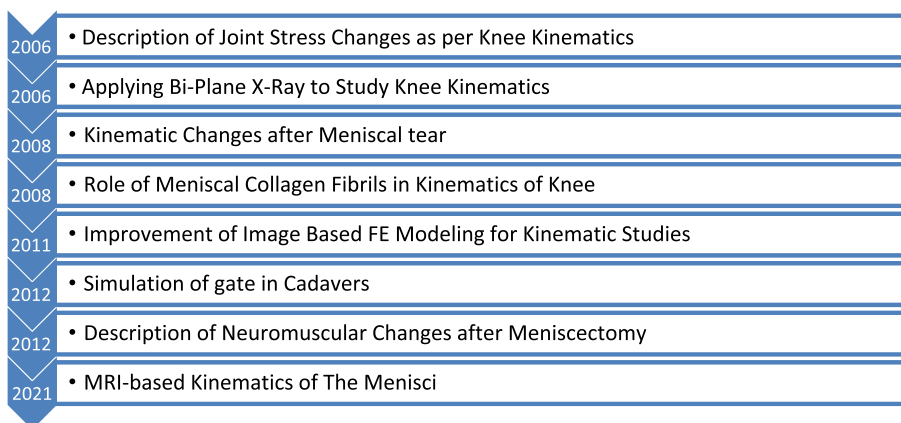 2006 • Description of Joint Stress Changes as per Knee Kinematics
2006 • Applying Bi-Plane X-Ray to Study Knee Kinematics
2008 • Kinematic Changes after Meniscal tear
2008 • Role of Meniscal Collagen Fibrils in Kinematics of Knee
2011 • Improvement of Image Based FE Modeling for Kinematic Studies
2012 • Simulation of gate in Cadavers
2012 • Description of Neuromuscular Changes after Meniscectomy
2021 • MRI-based Kinematics of The Menisci